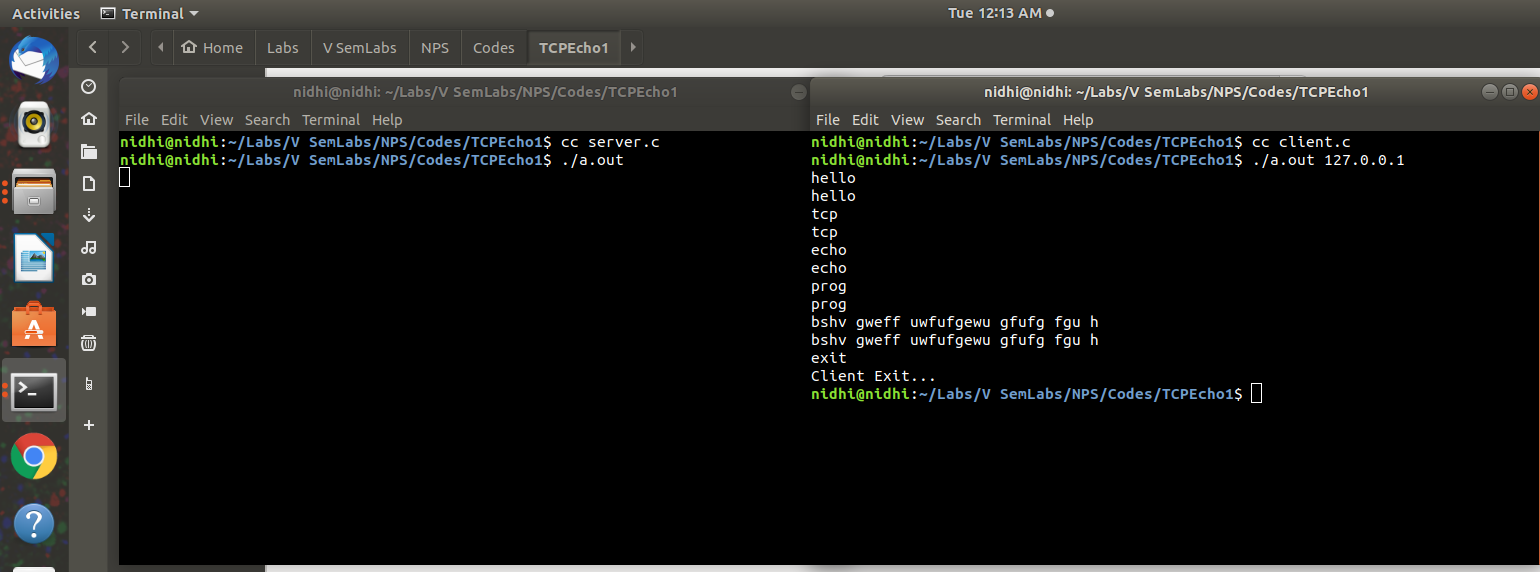 Activities Terminal Tue 12:13 AM
Home Labs V SemLabs NPS Codes TCPEcho1
nidhi@nidhi: ~/Labs/V SemLabs/NPS/Codes/TCPEcho1
File Edit View Search Terminal Help
nidhi@nidhi:~/Labs/V SemLabs/NPS/Codes/TCPEcho1$ cc server.c
nidhi@nidhi:~/Labs/V SemLabs/NPS/Codes/TCPEcho1$ ./a.out
nidhi@nidhi: ~/Labs/V SemLabs/NPS/Codes/TCPEcho1
File Edit View Search Terminal Help
nidhi@nidhi:~/Labs/V SemLabs/NPS/Codes/TCPEcho1$ cc client.c
nidhi@nidhi:~/Labs/V SemLabs/NPS/Codes/TCPEcho1$ ./a.out 127.0.0.1
hello
hello
tcp
tcp
echo
echo
prog
prog
bshv gweff uwfufgewu gfufg fgu h
bshv gweff uwfufgewu gfufg fgu h
exit
Client Exit...
nidhi@nidhi:~/Labs/V SemLabs/NPS/Codes/TCPEcho1$